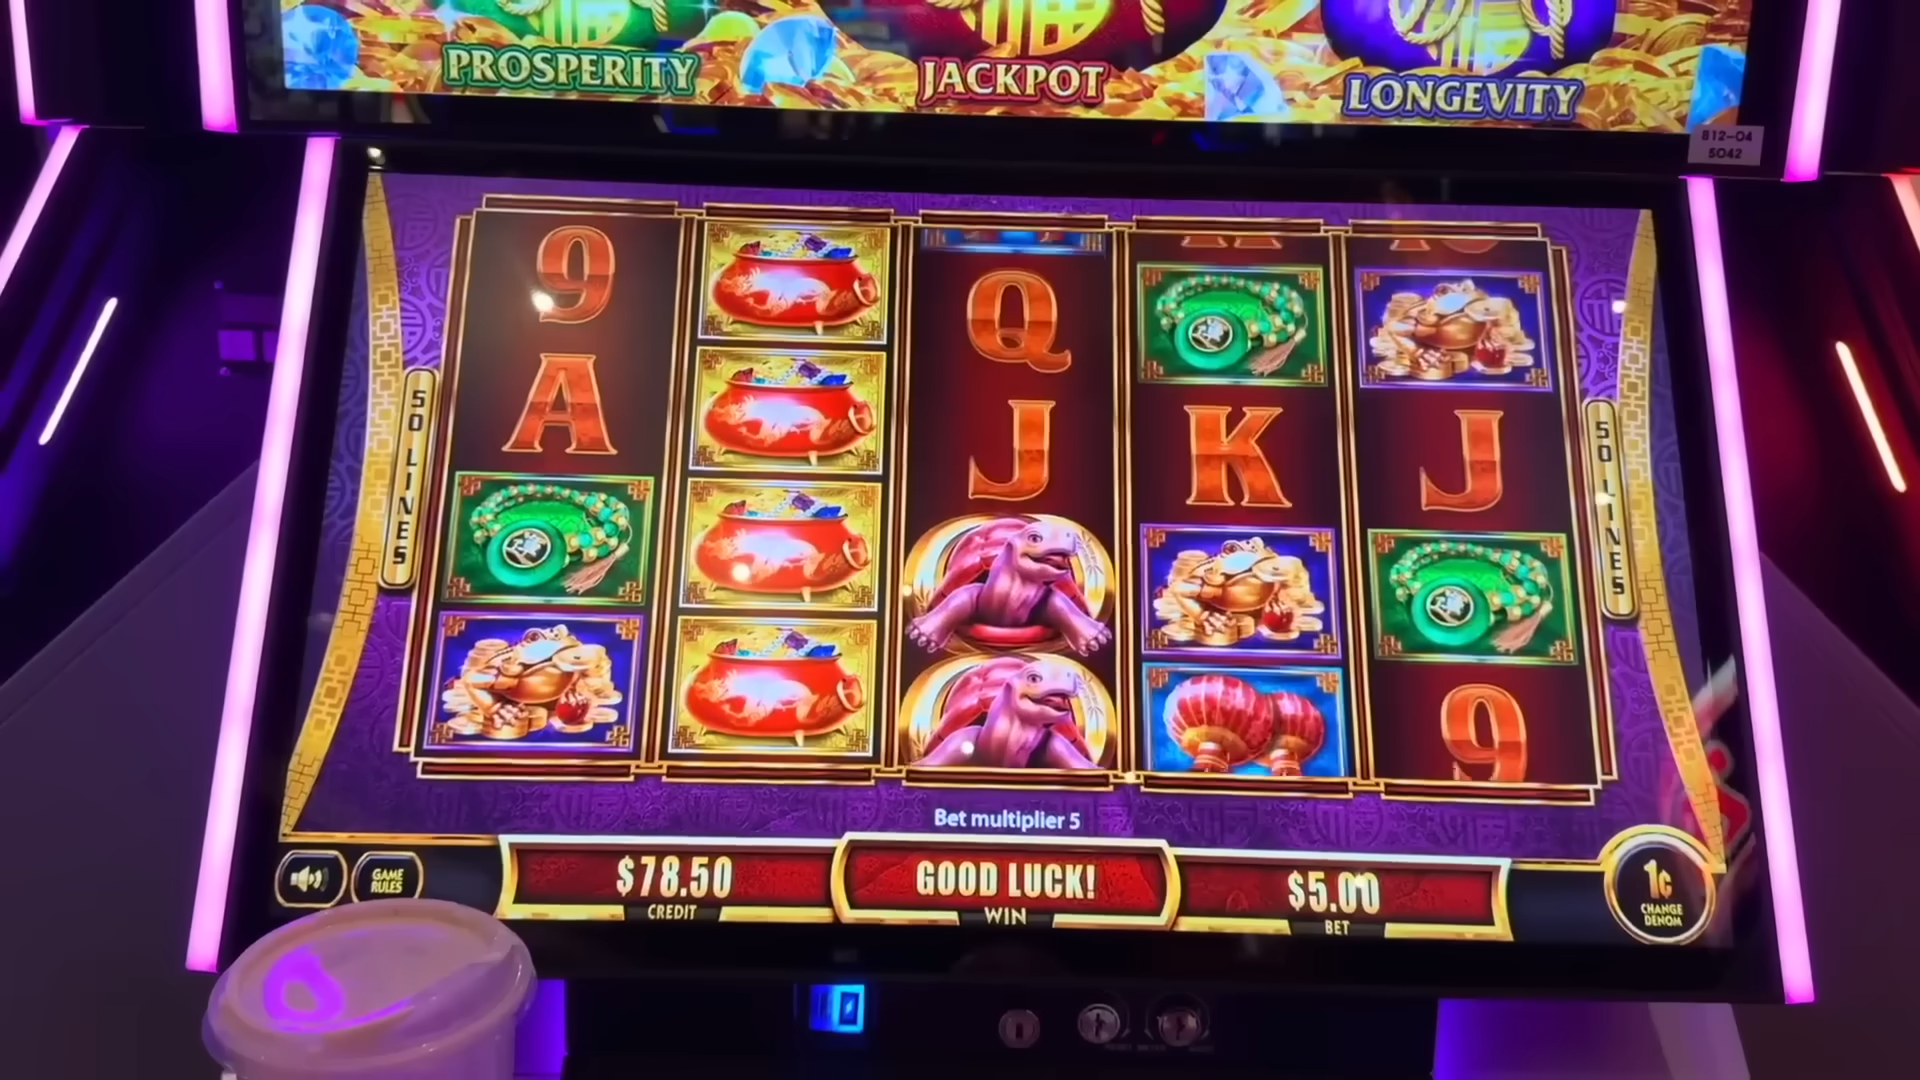 PROSPERITY
JACKPOT
LONGEVITY
812-04
5042
9
Q
A
J
K
J
9
50 LINES
50 LINES
Bet multiplier 5
GAME
RULES
$78.50
CREDIT
GOOD LUCK!
WIN
$5.00
BET
1¢
CHANGE
DENOM